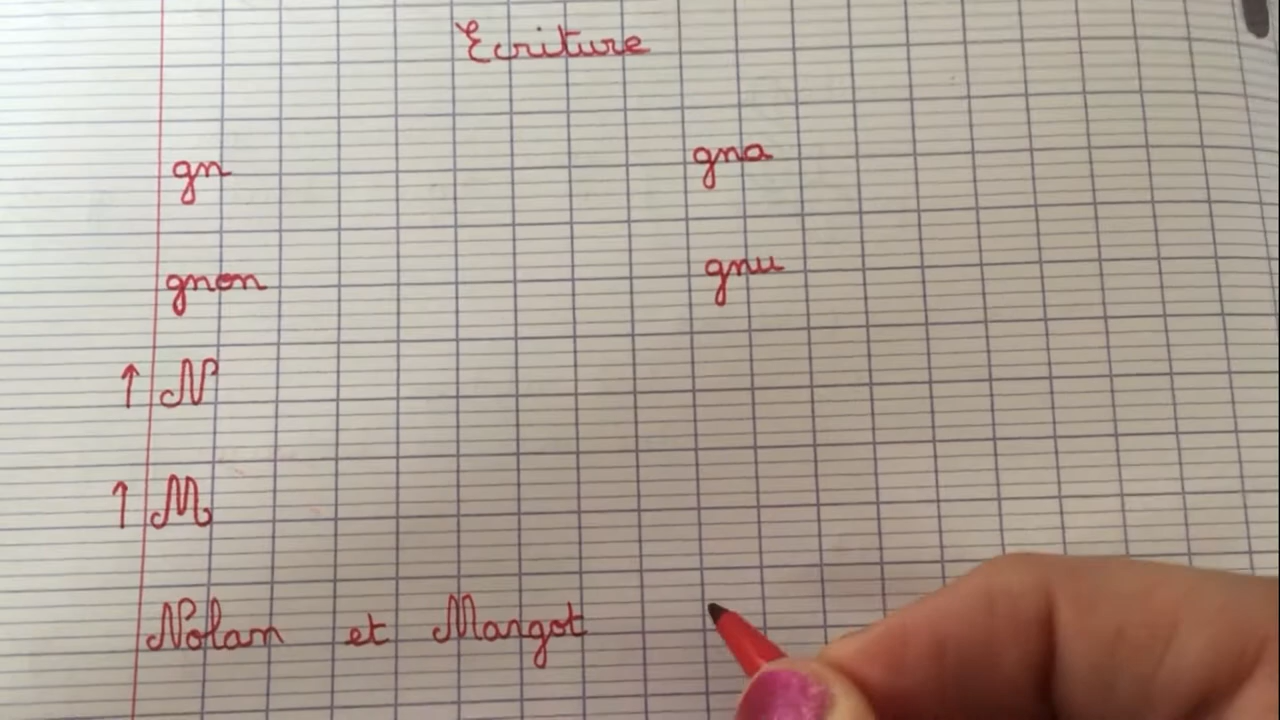 Ecriture
gn gna
gnon gnu
↑ N
↑ M
Nolan et Margot